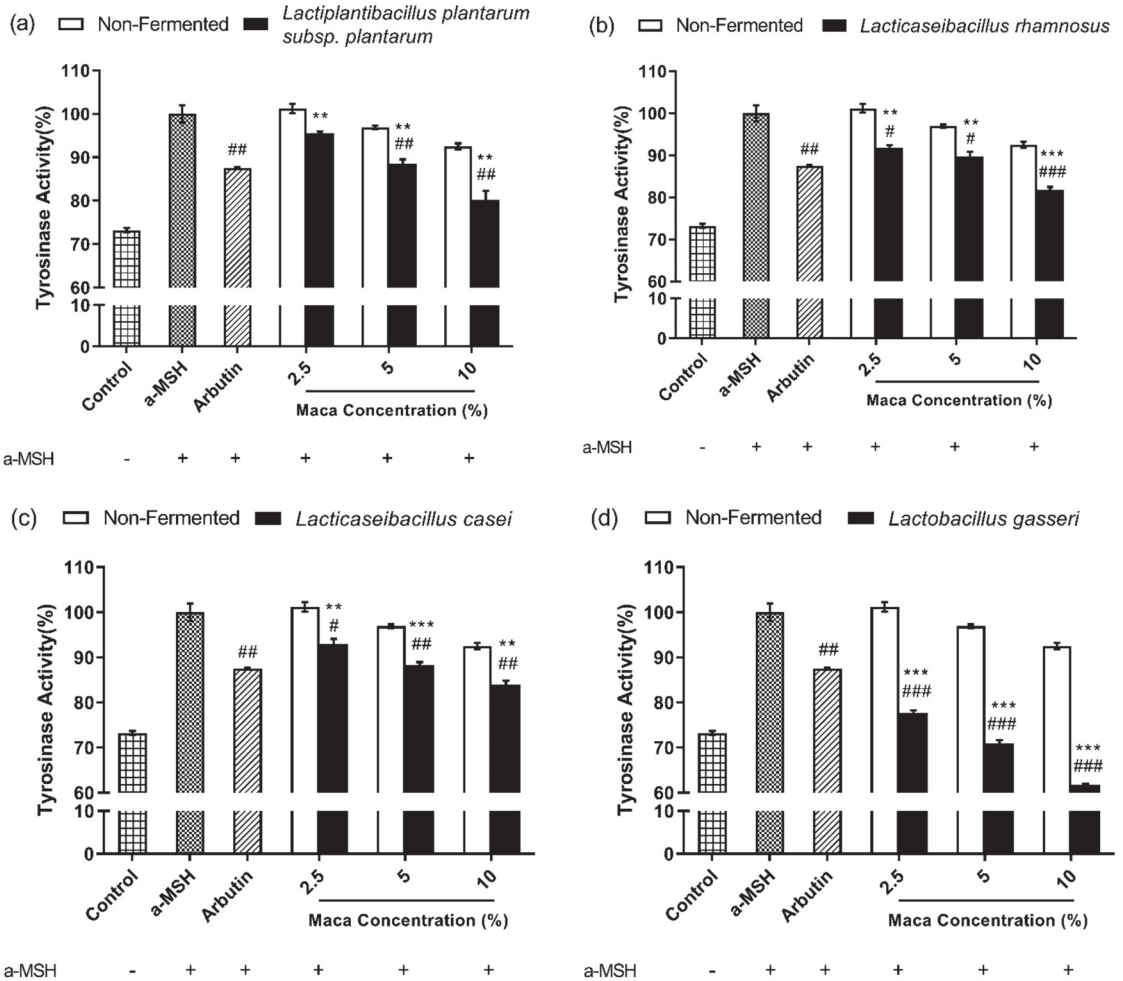 (a) Non-Fermented Lactiplantibacillus plantarum
subsp. plantarum
Tyrosinase Activity(%)
110
100
90
80
70
60
10
0
** 
## ** ## ** ##
Control a-MSH Arbutin 2.5 5 10
Maca Concentration (%)
a-MSH - + + + + +
(b) Non-Fermented Lacticaseibacillus rhamnosus
Tyrosinase Activity(%)
110
100
90
80
70
60
10
0
## ** # ** # *** ###
Control a-MSH Arbutin 2.5 5 10
Maca Concentration (%)
a-MSH - + + + + +
(c) Non-Fermented Lacticaseibacillus casei
Tyrosinase Activity(%)
110
100
90
80
70
60
10
0
## ** # *** ## ** ##
Control a-MSH Arbutin 2.5 5 10
Maca Concentration (%)
a-MSH - + + + + +
(d) Non-Fermented Lactobacillus gasseri
Tyrosinase Activity(%)
110
100
90
80
70
60
10
0
## *** ### *** ### *** ###
Control a-MSH Arbutin 2.5 5 10
Maca Concentration (%)
a-MSH - + + + + +